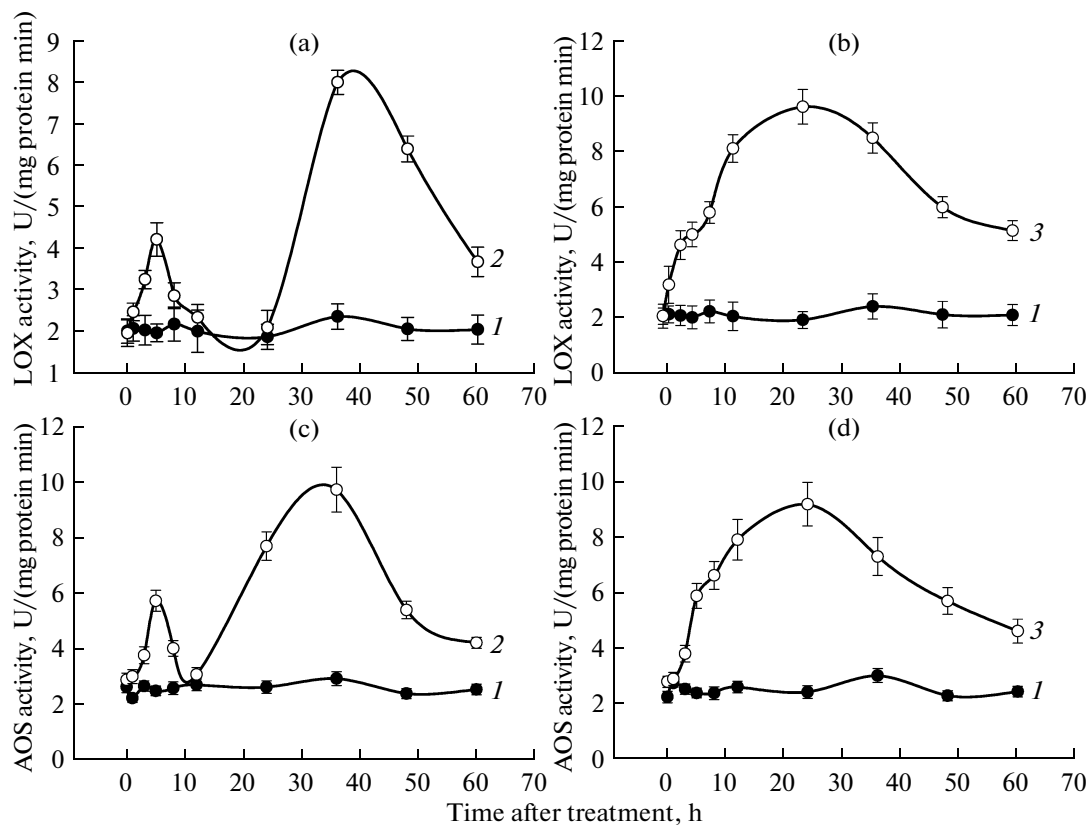 (a)
LOX activity, U/(mg protein min)
9
8
7
6
5
4
3
2
1
2
1
0 10 20 30 40 50 60 70
(b)
LOX activity, U/(mg protein min)
12
10
8
6
4
2
0
3
1
0 10 20 30 40 50 60 70
(c)
AOS activity, U/(mg protein min)
12
10
8
6
4
2
0
2
1
0 10 20 30 40 50 60 70
(d)
AOS activity, U/(mg protein min)
12
10
8
6
4
2
0
3
1
0 10 20 30 40 50 60 70
Time after treatment, h